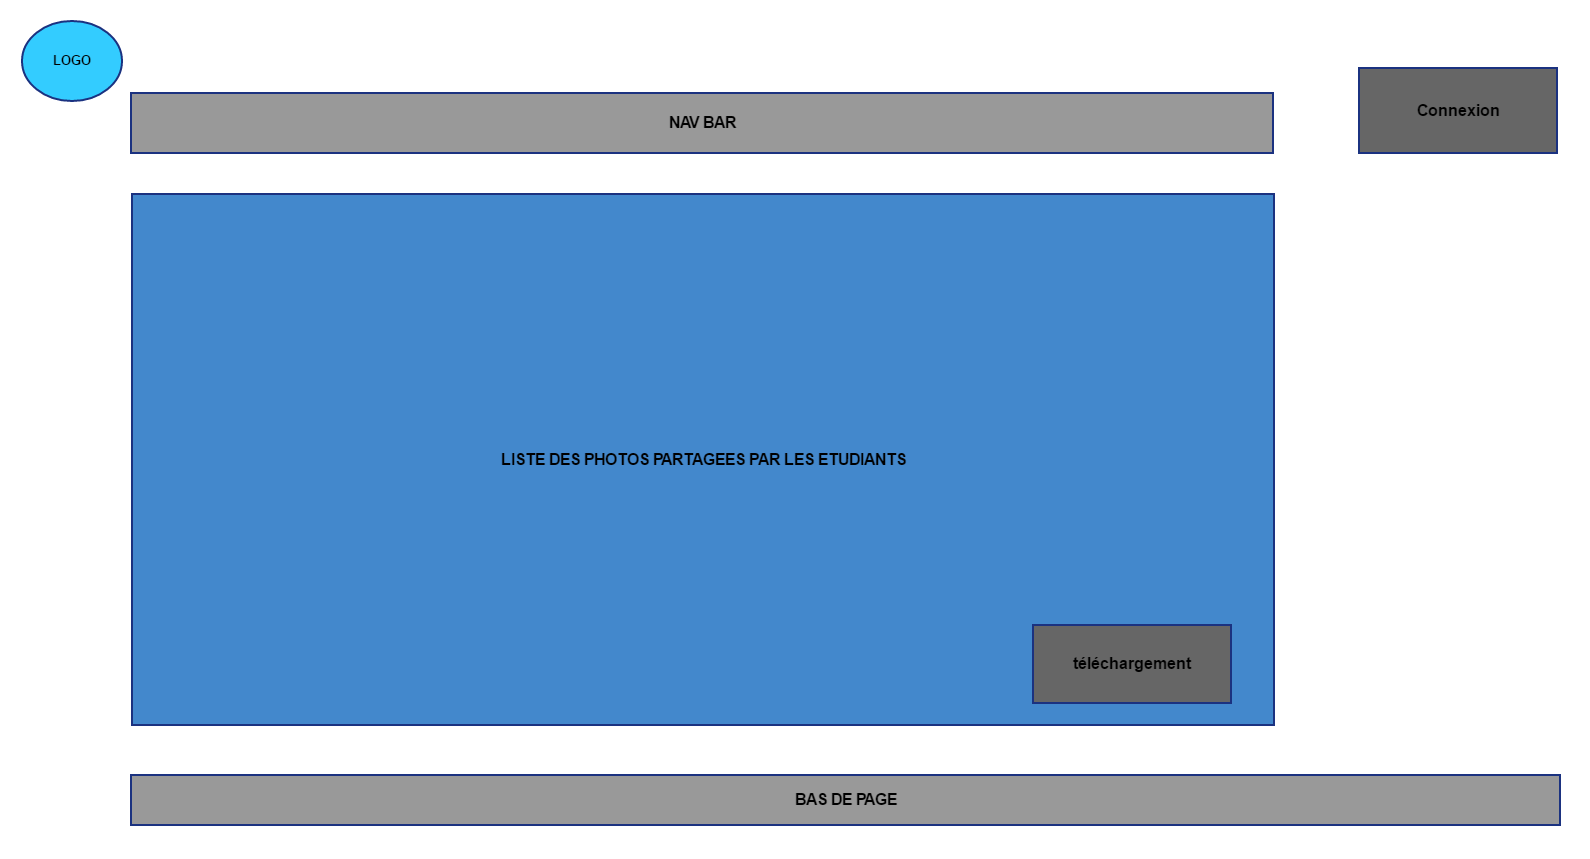 LOGO
NAV BAR
Connexion
LISTE DES PHOTOS PARTAGEES PAR LES ETUDIANTS
téléchargement
BAS DE PAGE